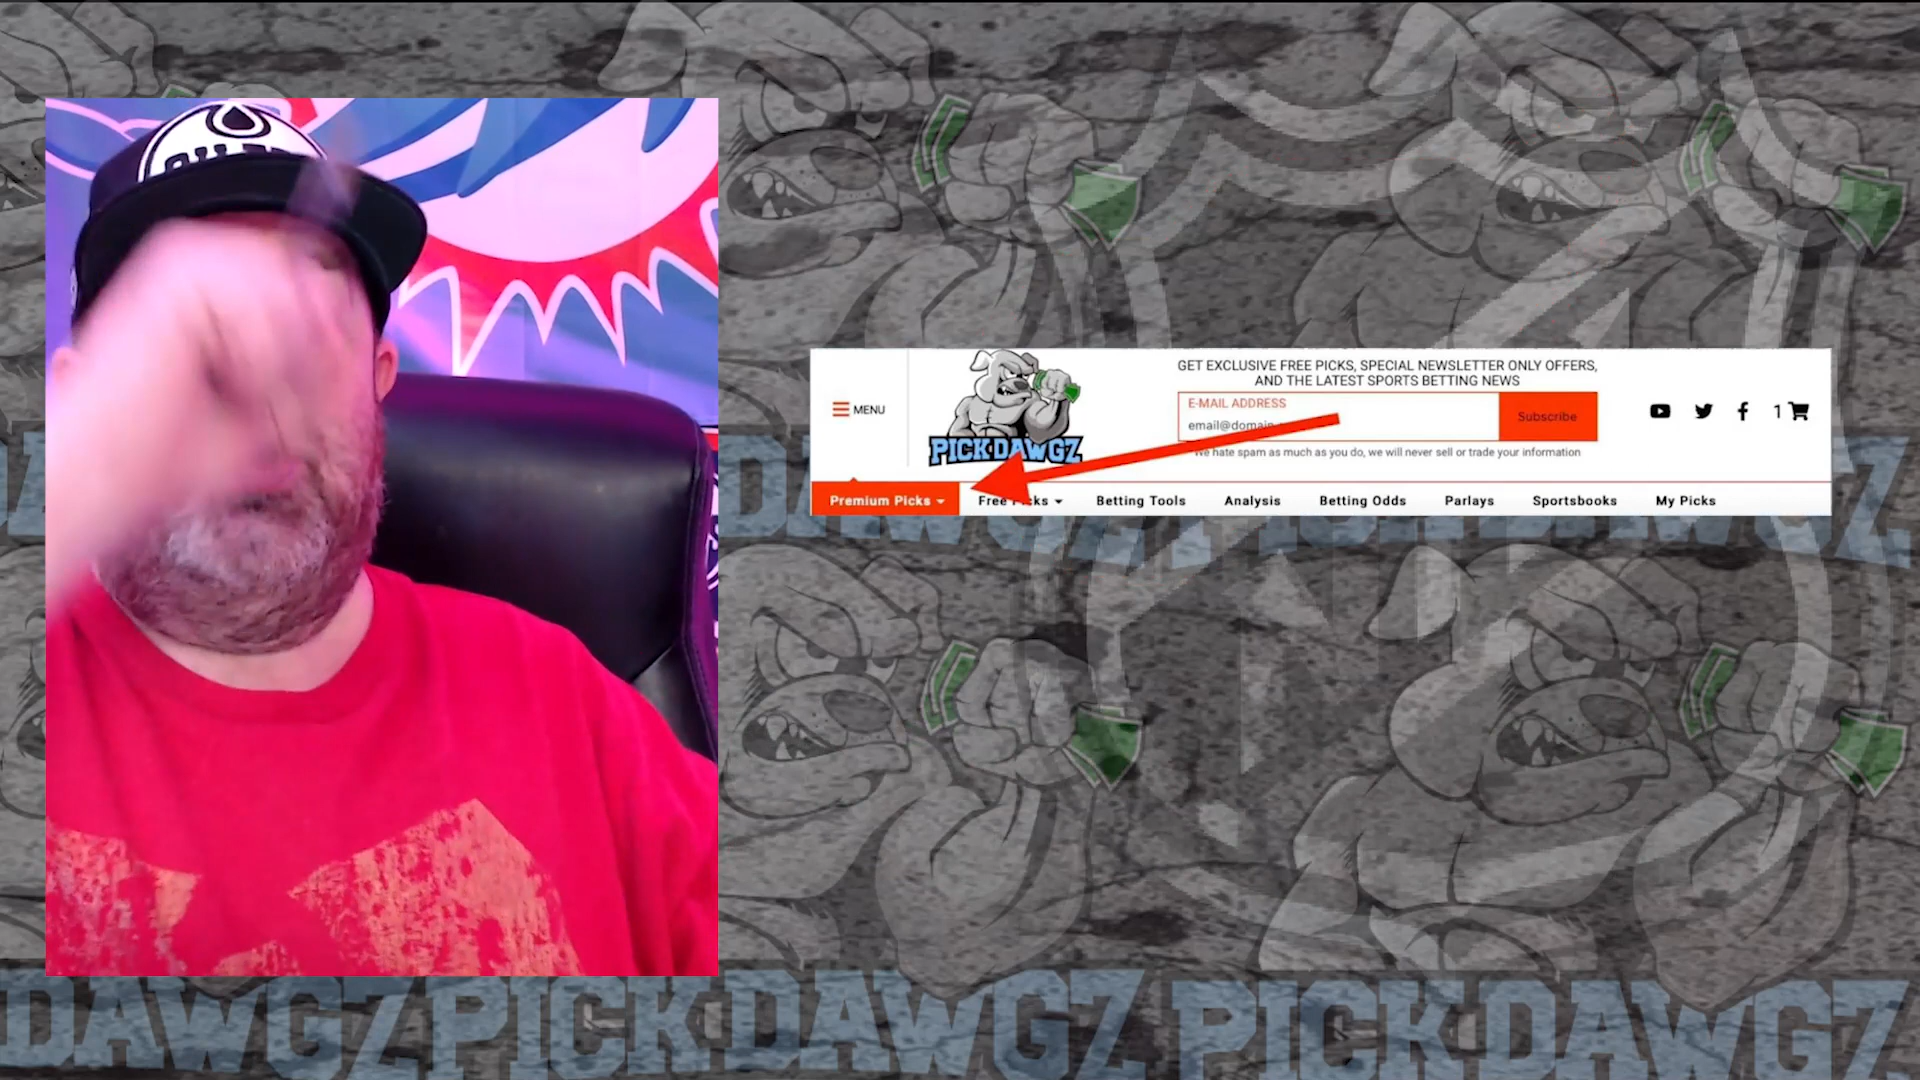 MENU
PICKDAWGZ
GET EXCLUSIVE FREE PICKS, SPECIAL NEWSLETTER ONLY OFFERS,
AND THE LATEST SPORTS BETTING NEWS
E-MAIL ADDRESS
Subscribe
hate spam as much as you do, we will never sell or trade your information
1
Premium Picks
Free
Betting Tools
Analysis
Betting Odds
Parlays
Sportsbooks
My Picks
DAWGZ PICKDAWGZ PICKDAWGZ